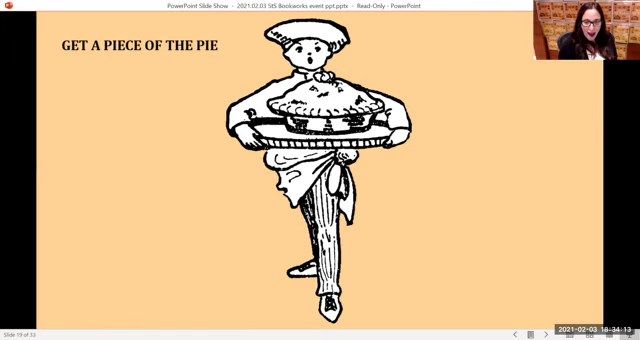 PowerPoint Slide Show - 2021.02.03 StS Bookworks event ppt.pptx - Read-Only - PowerPoint
GET A PIECE OF THE PIE
2021-02-03 18:34:13
Slide 19 of 33